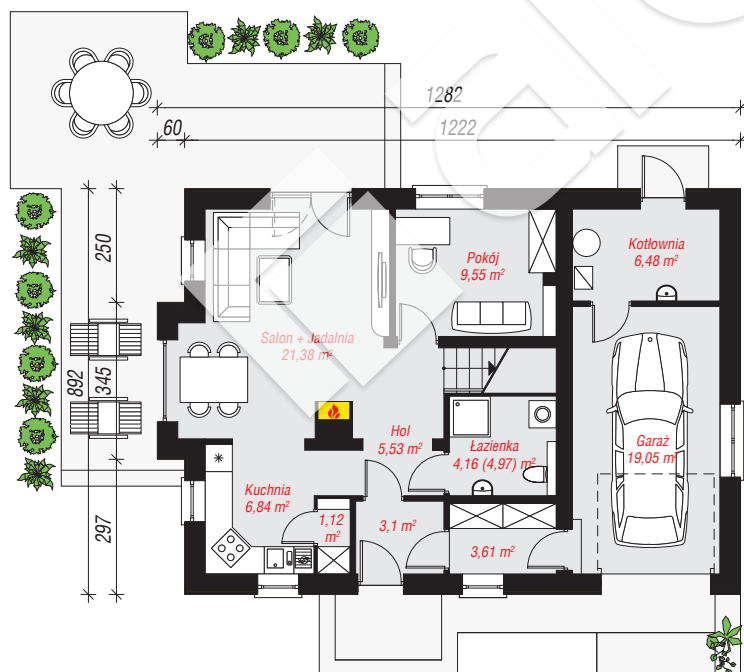 1282
60
1222
250
892
345
297
Pokój
9,55 m²
Kotłownia
6,48 m²
Salon + Jadalnia
21,38 m²
Hol
5,53 m²
Łazienka
4,16 (4,97) m²
Garaż
19,05 m²
Kuchnia
6,84 m²
1,12
m²
3,1 m²
3,61 m²